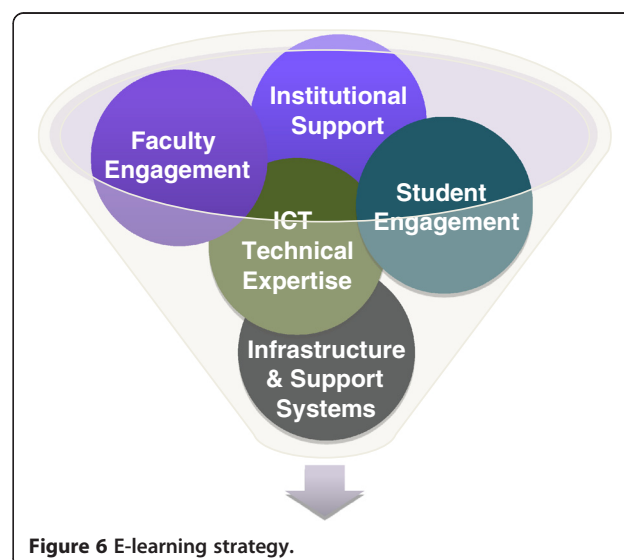 Institutional
Support
Faculty
Engagement
Student
Engagement
ICT
Technical
Expertise
Infrastructure
& Support
Systems
Figure 6 E-learning strategy.